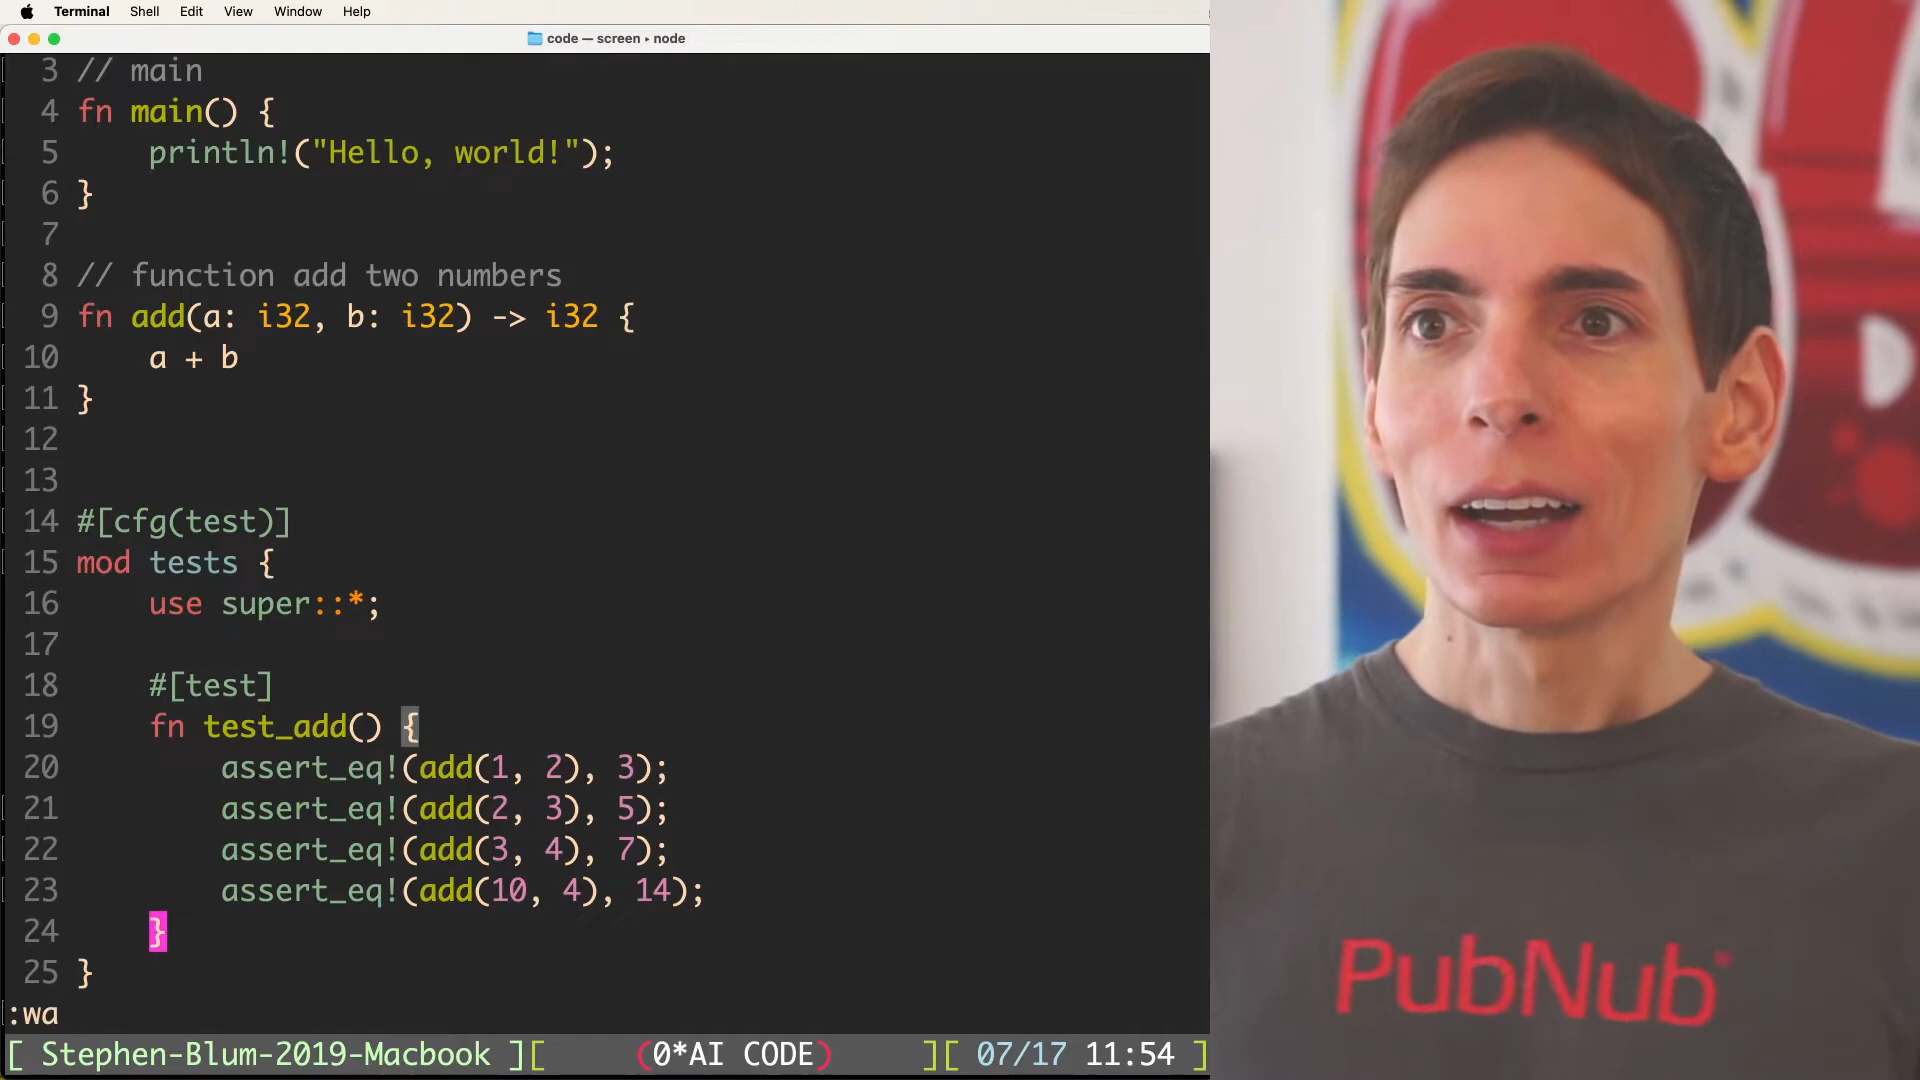 Terminal Shell Edit View Window Help
code — screen ▸ node
3 // main
4 fn main() {
5     println!("Hello, world!");
6 }
7
8 // function add two numbers
9 fn add(a: i32, b: i32) -> i32 {
10     a + b
11 }
12
13
14 #[cfg(test)]
15 mod tests {
16     use super::*;
17
18     #[test]
19     fn test_add() {
20         assert_eq!(add(1, 2), 3);
21         assert_eq!(add(2, 3), 5);
22         assert_eq!(add(3, 4), 7);
23         assert_eq!(add(10, 4), 14);
24     }
25 }
:wa
[ Stephen-Blum-2019-Macbook ][ (0*AI CODE) ][ 07/17 11:54 ]
PubNub